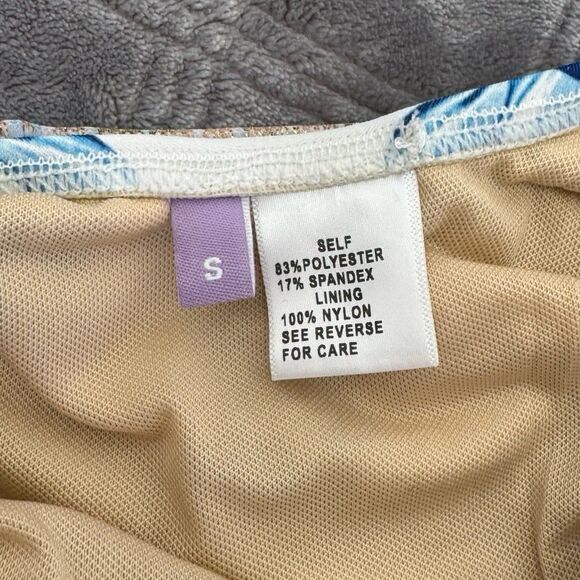 S
SELF
83%POLYESTER
17% SPANDEX
LINING
100% NYLON
SEE REVERSE
FOR CARE